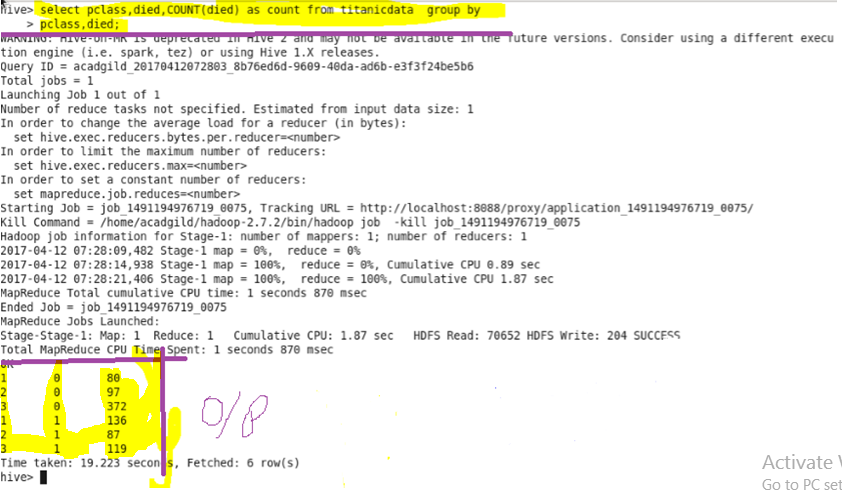 hive> select pclass,died,COUNT(died) as count from titanicdata  group by
    > pclass,died;
WARNING: Hive-on-MR is deprecated in Hive 2 and may not be available in the future versions. Consider using a different execu
tion engine (i.e. spark, tez) or using Hive 1.X releases.
Query ID = acadgild_20170412072803_8b76ed6d-9609-40da-ad6b-e3f3f24be5b6
Total jobs = 1
Launching Job 1 out of 1
Number of reduce tasks not specified. Estimated from input data size: 1
In order to change the average load for a reducer (in bytes):
  set hive.exec.reducers.bytes.per.reducer=<number>
In order to limit the maximum number of reducers:
  set hive.exec.reducers.max=<number>
In order to set a constant number of reducers:
  set mapreduce.job.reduces=<number>
Starting Job = job_1491194976719_0075, Tracking URL = http://localhost:8088/proxy/application_1491194976719_0075/
Kill Command = /home/acadgild/hadoop-2.7.2/bin/hadoop job  -kill job_1491194976719_0075
Hadoop job information for Stage-1: number of mappers: 1; number of reducers: 1
2017-04-12 07:28:09,482 Stage-1 map = 0%,  reduce = 0%
2017-04-12 07:28:14,938 Stage-1 map = 100%,  reduce = 0%, Cumulative CPU 0.89 sec
2017-04-12 07:28:21,406 Stage-1 map = 100%,  reduce = 100%, Cumulative CPU 1.87 sec
MapReduce Total cumulative CPU time: 1 seconds 870 msec
Ended Job = job_1491194976719_0075
MapReduce Jobs Launched:
Stage-Stage-1: Map: 1  Reduce: 1   Cumulative CPU: 1.87 sec   HDFS Read: 70652 HDFS Write: 204 SUCCESS
Total MapReduce CPU Time Spent: 1 seconds 870 msec
OK
1	0	80
2	0	97
3	0	372
1	1	136
2	1	87
3	1	119
O/P
Time taken: 19.223 seconds, Fetched: 6 row(s)
hive>
Activate
Go to PC set